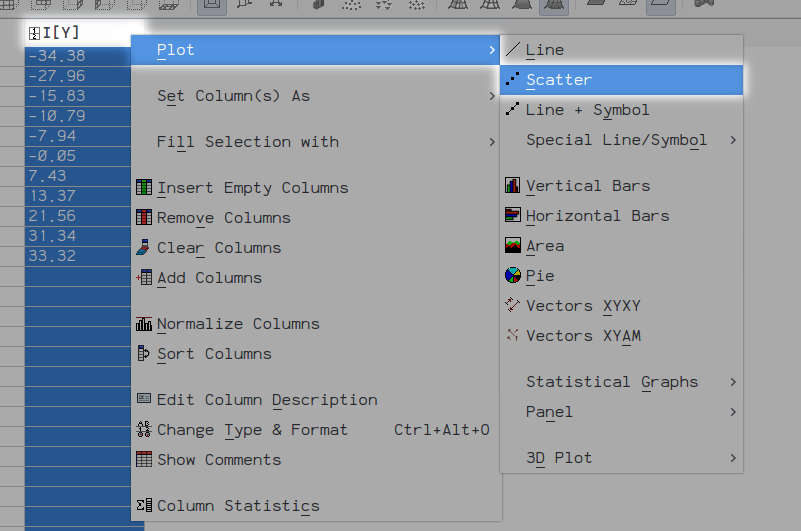 I[Y]
-34.38
-27.96
-15.83
-10.79
-7.94
-0.05
7.43
13.37
21.56
31.34
33.32
Plot
Set Column(s) As
Fill Selection with
Insert Empty Columns
Remove Columns
Clear Columns
Add Columns
Normalize Columns
Sort Columns
Edit Column Description
Change Type & Format Ctrl+Alt+O
Show Comments
Column Statistics
Line
Scatter
Line + Symbol
Special Line/Symbol
Vertical Bars
Horizontal Bars
Area
Pie
Vectors XYXY
Vectors XYAM
Statistical Graphs
Panel
3D Plot